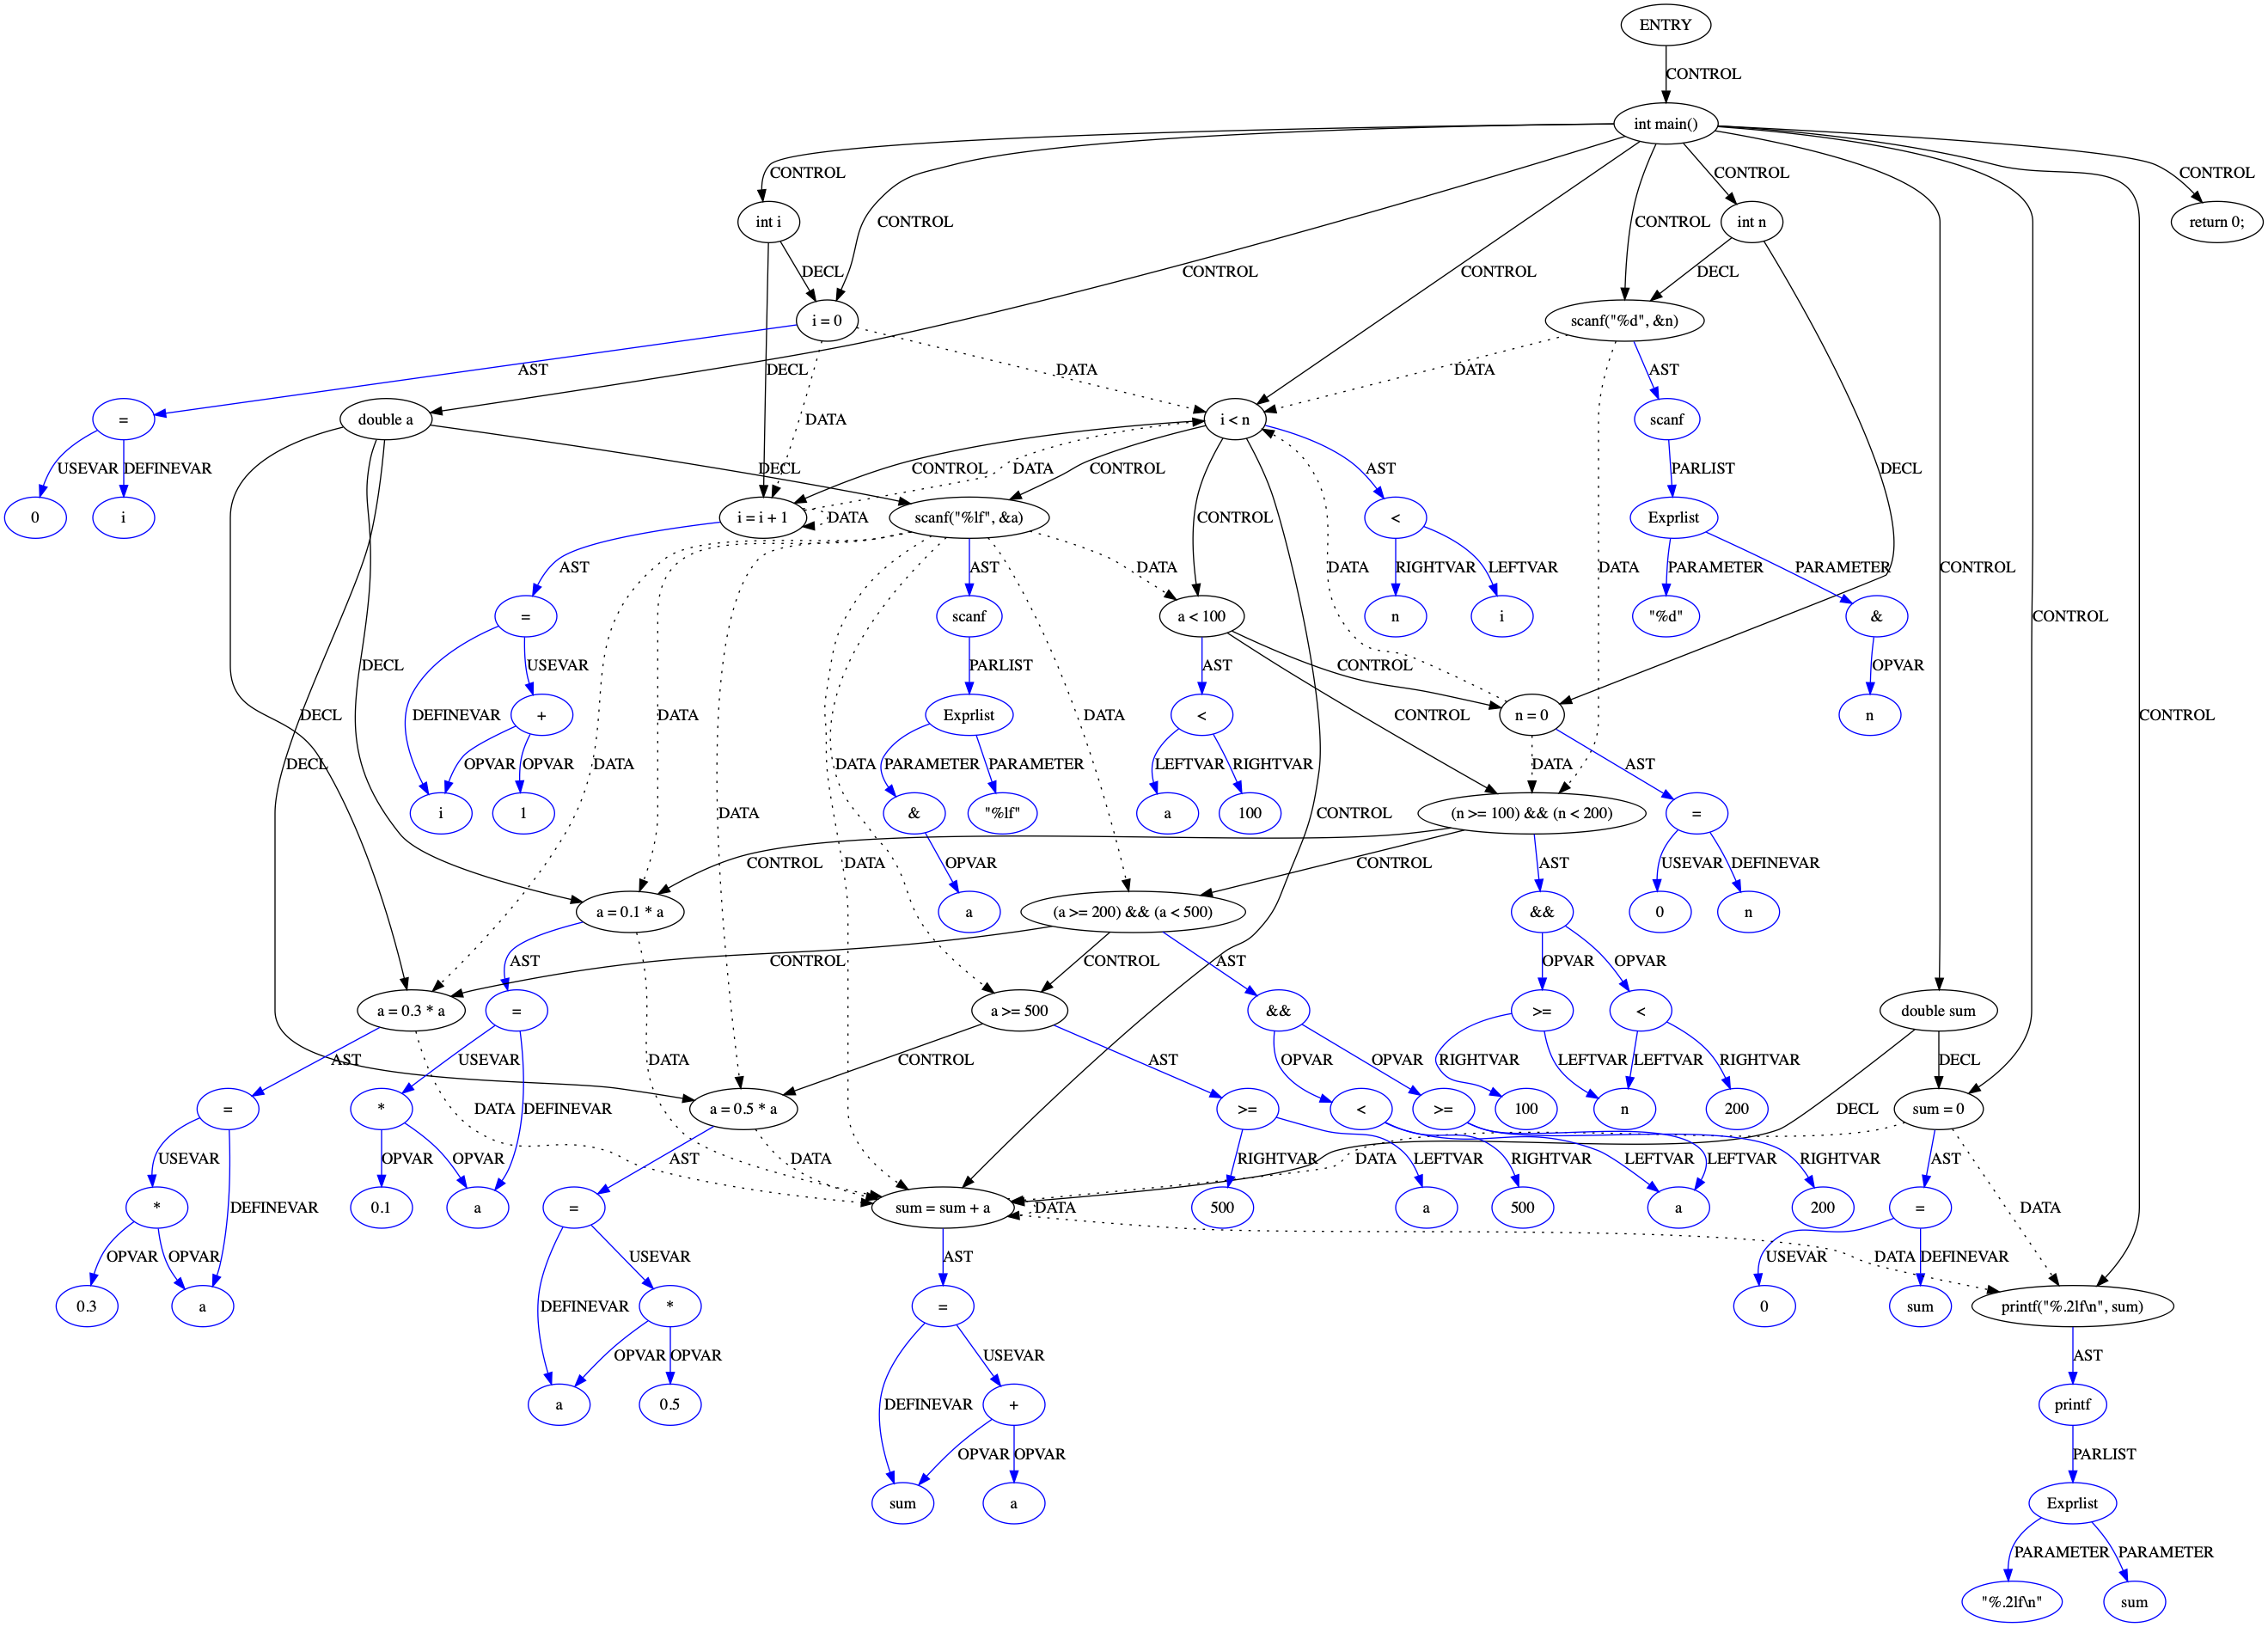 ENTRY
CONTROL
int main()
CONTROL
CONTROL
CONTROL
int i
CONTROL
CONTROL
int n
return 0;
DECL
CONTROL
CONTROL
DECL
i = 0
scanf("%d", &n)
AST
DECL
DATA
DATA
AST
=
double a
DATA
i < n
scanf
USEVAR
DEFINEVAR
DECL
CONTROL
DATA
CONTROL
AST
PARLIST
DECL
0
i
i = i + 1
DATA
scanf("%lf", &a)
CONTROL
<
Exprlist
AST
AST
DATA
DATA
DATA
RIGHTVAR
LEFTVAR
PARAMETER
PARAMETER
CONTROL
=
scanf
a < 100
n
i
"%d"
&
CONTROL
DECL
USEVAR
PARLIST
AST
CONTROL
OPVAR
DECL
DEFINEVAR
+
DATA
Exprlist
DATA
<
CONTROL
n = 0
n
CONTROL
DECL
OPVAR
OPVAR
DATA
DATA
PARAMETER
PARAMETER
LEFTVAR
RIGHTVAR
DATA
AST
i
1
DATA
&
"%lf"
a
100
CONTROL
(n >= 100) && (n < 200)
=
CONTROL
DATA
OPVAR
CONTROL
AST
USEVAR
DEFINEVAR
a = 0.1 * a
a
(a >= 200) && (a < 500)
&&
0
n
AST
CONTROL
CONTROL
AST
OPVAR
OPVAR
a = 0.3 * a
=
a >= 500
&&
>=
<
double sum
AST
USEVAR
DATA
CONTROL
AST
OPVAR
OPVAR
RIGHTVAR
LEFTVAR
LEFTVAR
RIGHTVAR
DECL
=
DATA
*
DEFINEVAR
a = 0.5 * a
>=
<
>=
100
n
200
DECL
sum = 0
USEVAR
OPVAR
OPVAR
AST
DATA
RIGHTVAR
LEFTVAR
DATA
RIGHTVAR
LEFTVAR
LEFTVAR
RIGHTVAR
AST
*
DEFINEVAR
0.1
a
=
sum = sum + a
DATA
500
a
500
a
200
=
DATA
OPVAR
OPVAR
USEVAR
AST
USEVAR
DATA
DEFINEVAR
0.3
a
DEFINEVAR
*
=
0
sum
printf("%.2lf\n", sum)
OPVAR
OPVAR
USEVAR
AST
a
0.5
DEFINEVAR
+
printf
OPVAR
OPVAR
PARLIST
sum
a
Exprlist
PARAMETER
PARAMETER
"%.2lf\n"
sum